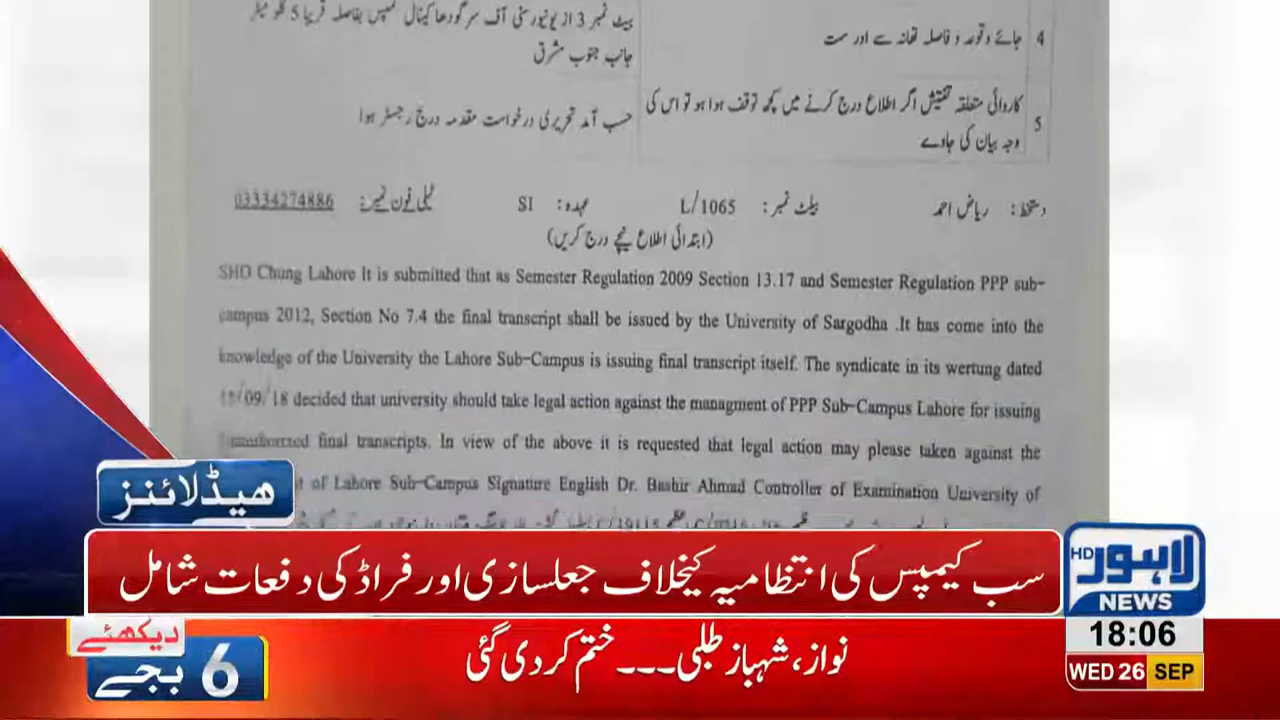 بیٹ نمبر 3 از یونیورسٹی آف سرگودھا کینال کیمپس بفاصلہ قریبا 5 کلو میٹر
جانب جنوب مشرق
4 جائے وقوعہ و فاصلہ تھانہ سے اور سمت
5 کاروائی متعلقہ تفتیش اگر اطلاع درج کرنے میں کچھ توقف ہوا ہو تو اس کی
وجہ بیان کی جاوے
حسب آمد تحریری درخواست مقدمہ درج رجسٹر ہوا
دستخط: ریاض احمد بیلٹ نمبر: L/1065 عہدہ: SI ٹیلی فون نمبر: 03334274886
(ابتدائی اطلاع نیچے درج کریں)
SHO Chung Lahore It is submitted that as Semester Regulation 2009 Section 13.17 and Semester Regulation PPP sub-
campus 2012, Section No 7.4 the final transcript shall be issued by the University of Sargodha .It has come into the
knowledge of the University the Lahore Sub-Campus is issuing final transcript itself. The syndicate in its wertung dated
/09/18 decided that university should take legal action against the managment of PPP Sub-Campus Lahore for issuing
final transcripts. In view of the above it is requested that legal action may please taken against the
of Lahore Sub-Campus Signature English Dr. Bashir Ahmad Controller of Examination University of
ھیڈلائنز
سب کیمپس کی انتظامیہ کیخلاف جعلسازی اور فراڈ کی دفعات شامل
لاہور
HD
NEWS
18:06
WED 26 SEP
دیکھئے
6 بجے
نواز، شہباز طلبی۔۔۔ ختم کر دی گئی